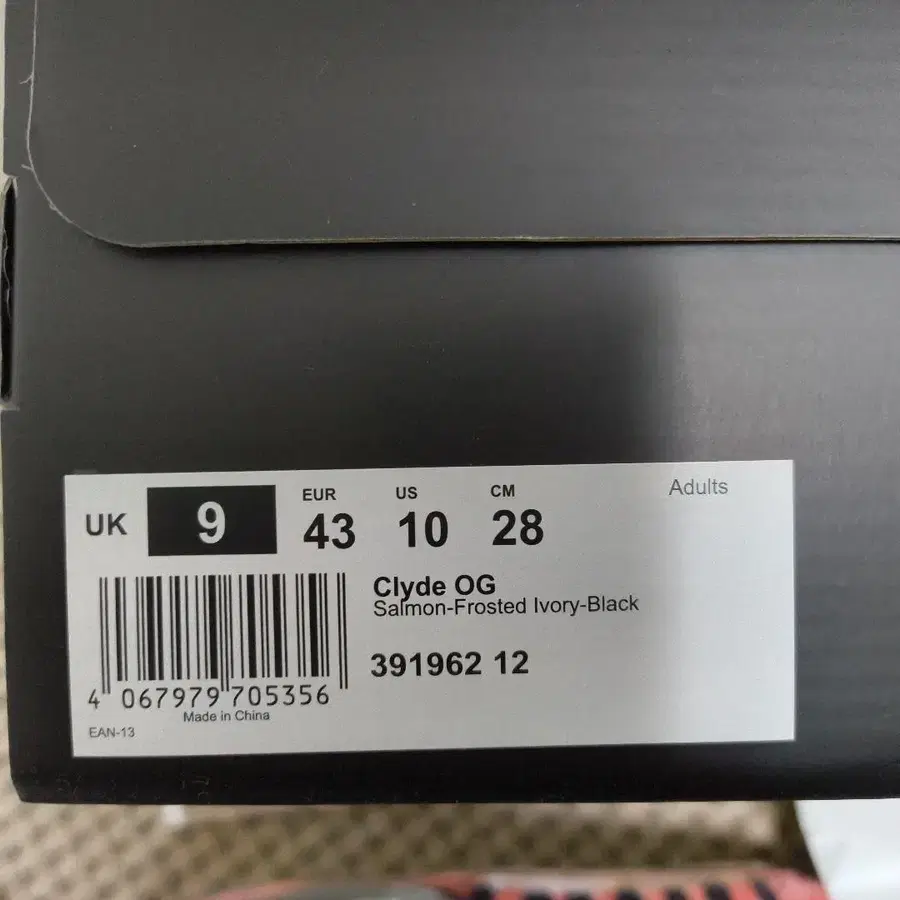 Adults
UK 9 EUR 43 US 10 CM 28
Clyde OG
Salmon-Frosted Ivory-Black
391962 12
4 067979 705356
Made in China
EAN-13